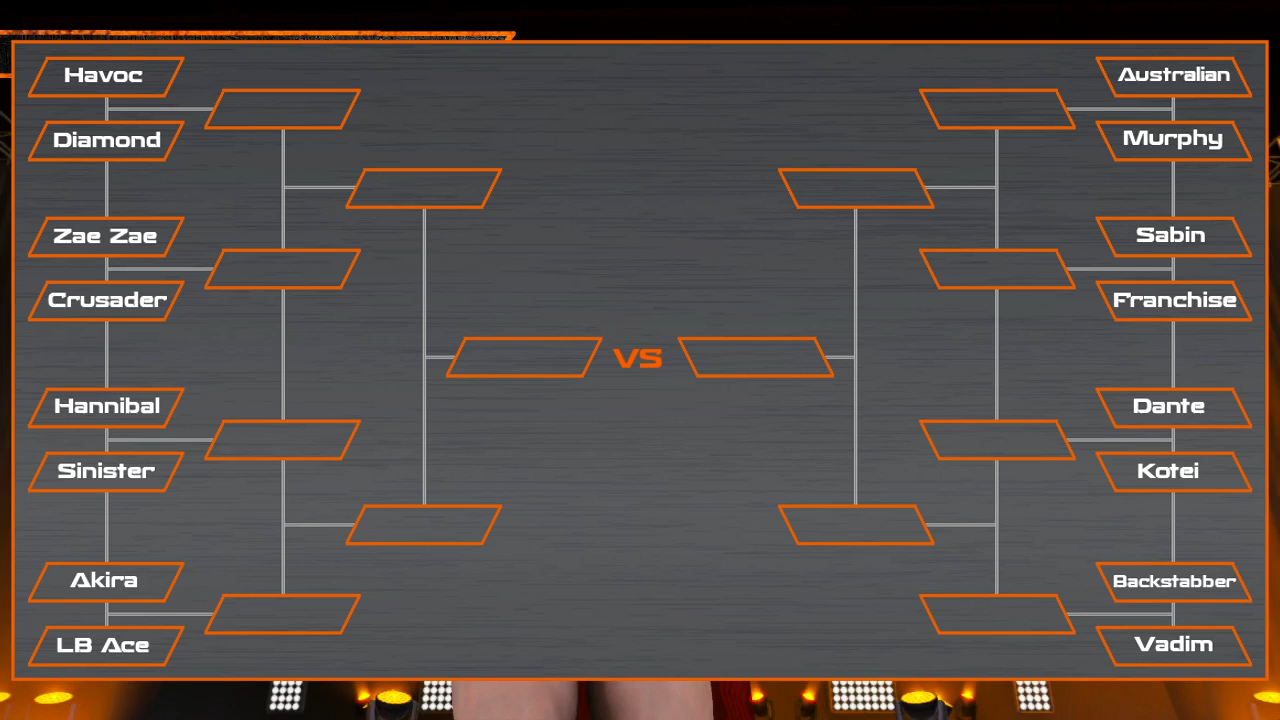 Havoc
Diamond
Zae Zae
Crusader
Hannibal
Sinister
Akira
LB Ace
VS
Australian
Murphy
Sabin
Franchise
Dante
Kotei
Backstabber
Vadim